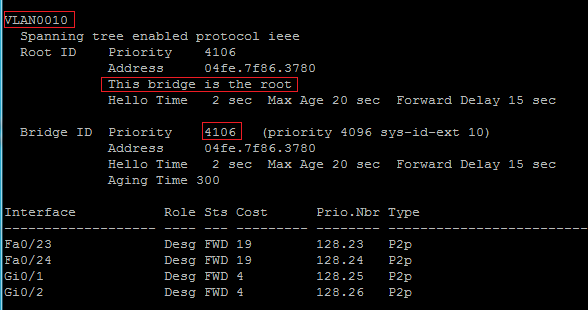 VLAN0010
Spanning tree enabled protocol ieee
Root ID Priority 4106
Address 04fe.7f86.3780
This bridge is the root
Hello Time 2 sec Max Age 20 sec Forward Delay 15 sec
Bridge ID Priority 4106 (priority 4096 sys-id-ext 10)
Address 04fe.7f86.3780
Hello Time 2 sec Max Age 20 sec Forward Delay 15 sec
Aging Time 300
Interface Role Sts Cost Prio.Nbr Type
------------------- ---- --- --------- -------- --------------------------
Fa0/23 Desg FWD 19 128.23 P2p
Fa0/24 Desg FWD 19 128.24 P2p
Gi0/1 Desg FWD 4 128.25 P2p
Gi0/2 Desg FWD 4 128.26 P2p